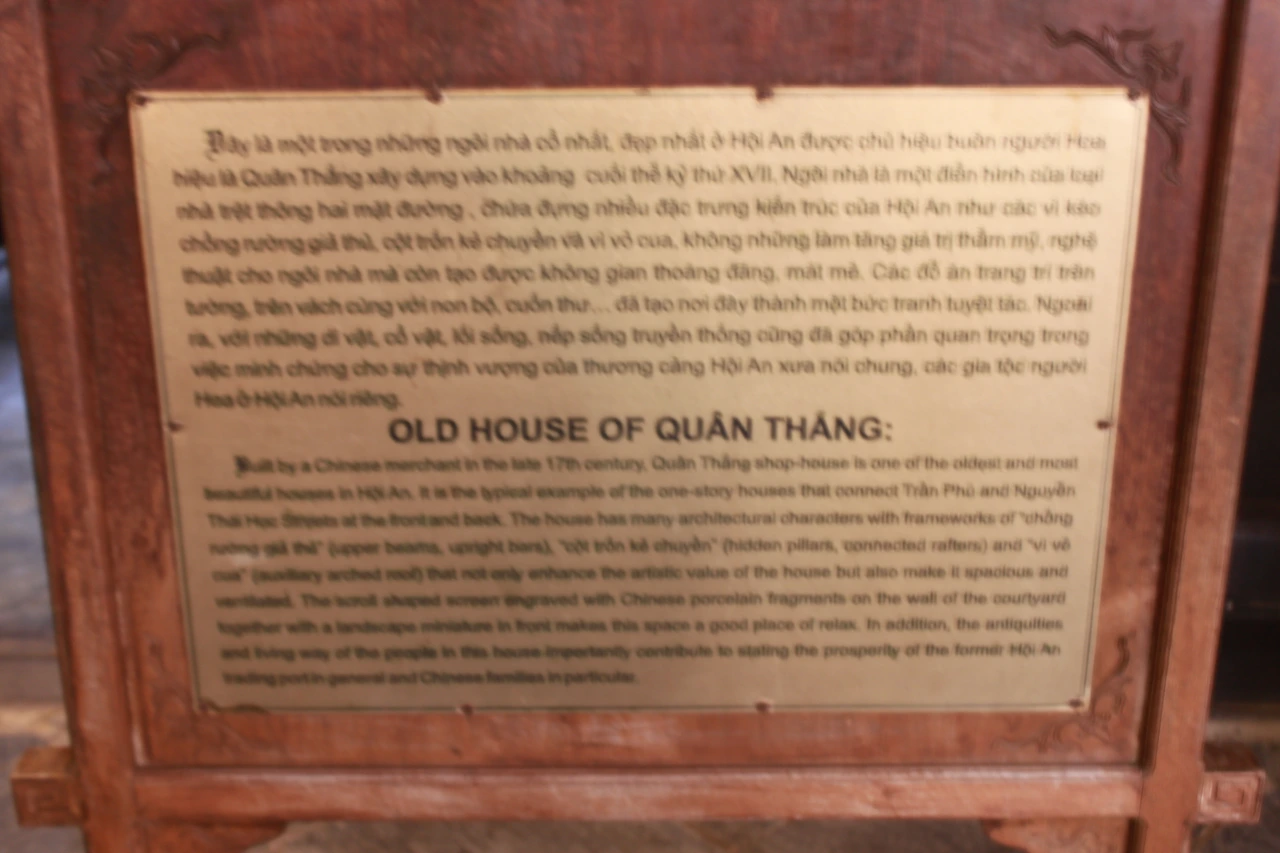 Đây là một trong những ngôi nhà cổ nhất, đẹp nhất ở Hội An được chủ hiệu buôn người Hoa
hiệu là Quân Thắng xây dựng vào khoảng cuối thế kỷ thứ XVII. Ngôi nhà là một điển hình của loại
nhà trệt thông hai mặt đường , chứa đựng nhiều đặc trưng kiến trúc của Hội An như các vì kèo
chồng rường giả thủ, cột trốn kẻ chuyền và vì vỏ cua, không những làm tăng giá trị thẩm mỹ, nghệ
thuật cho ngôi nhà mà còn tạo được không gian thoáng đãng, mát mẻ. Các đồ án trang trí trên
tường, trên vách cùng với non bộ, cuốn thư... đã tạo nơi đây thành một bức tranh tuyệt tác. Ngoài
ra, với những di vật, cổ vật, lối sống, nếp sống truyền thống cũng đã góp phần quan trọng trong
việc minh chứng cho sự thịnh vượng của thương cảng Hội An xưa nói chung, các gia tộc người
Hoa ở Hội An nói riêng.
OLD HOUSE OF QUÂN THẮNG:
Built by a Chinese merchant in the late 17th century, Quân Thắng shop-house is one of the oldest and most
beautiful houses in Hội An. It is the typical example of the one-story houses that connect Trần Phú and Nguyễn
Thái Học Streets at the front and back. The house has many architectural characters with frameworks of "chồng
rường giả thủ" (upper beams, upright bars), "cột trốn kẻ chuyền" (hidden pillars, connected rafters) and "vì vỏ
cua" (auxiliary arched roof) that not only enhance the artistic value of the house but also make it spacious and
ventilated. The scroll shaped screen engraved with Chinese porcelain fragments on the wall of the courtyard
together with a landscape miniature in front makes this space a good place of relax. In addition, the antiquities
and living way of the people in this house importantly contribute to stating the prosperity of the former Hội An
trading port in general and Chinese families in particular.